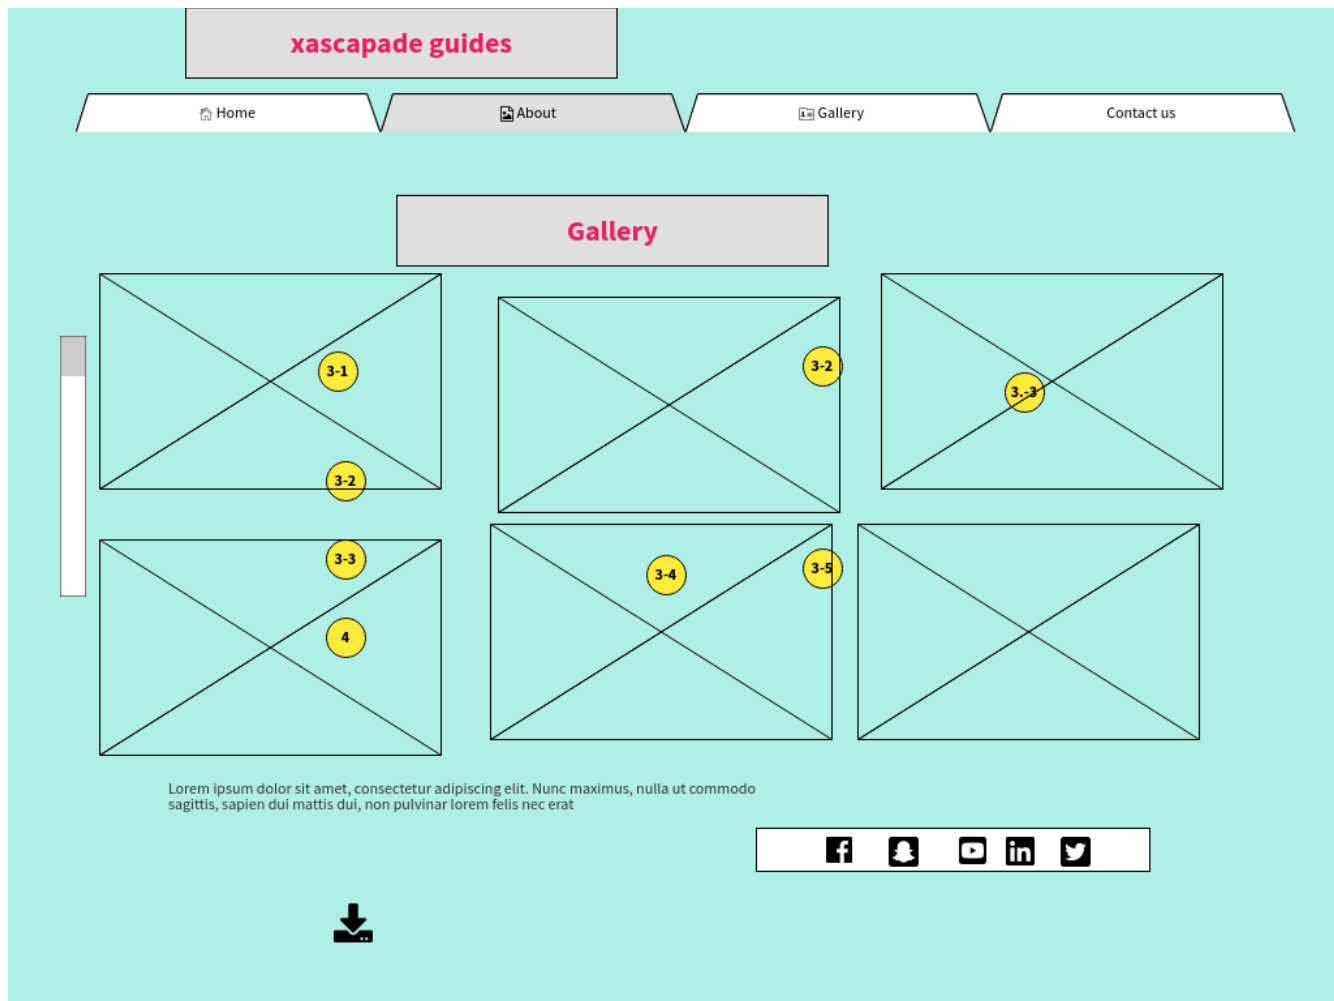 xascapade guides
Home
About
Gallery
Contact us
Gallery
3-1
3-2
3.-3
3-2
3-3
3-4
3-5
4
Lorem ipsum dolor sit amet, consectetur adipiscing elit. Nunc maximus, nulla ut commodo
sagittis, sapien dui mattis dui, non pulvinar lorem felis nec erat